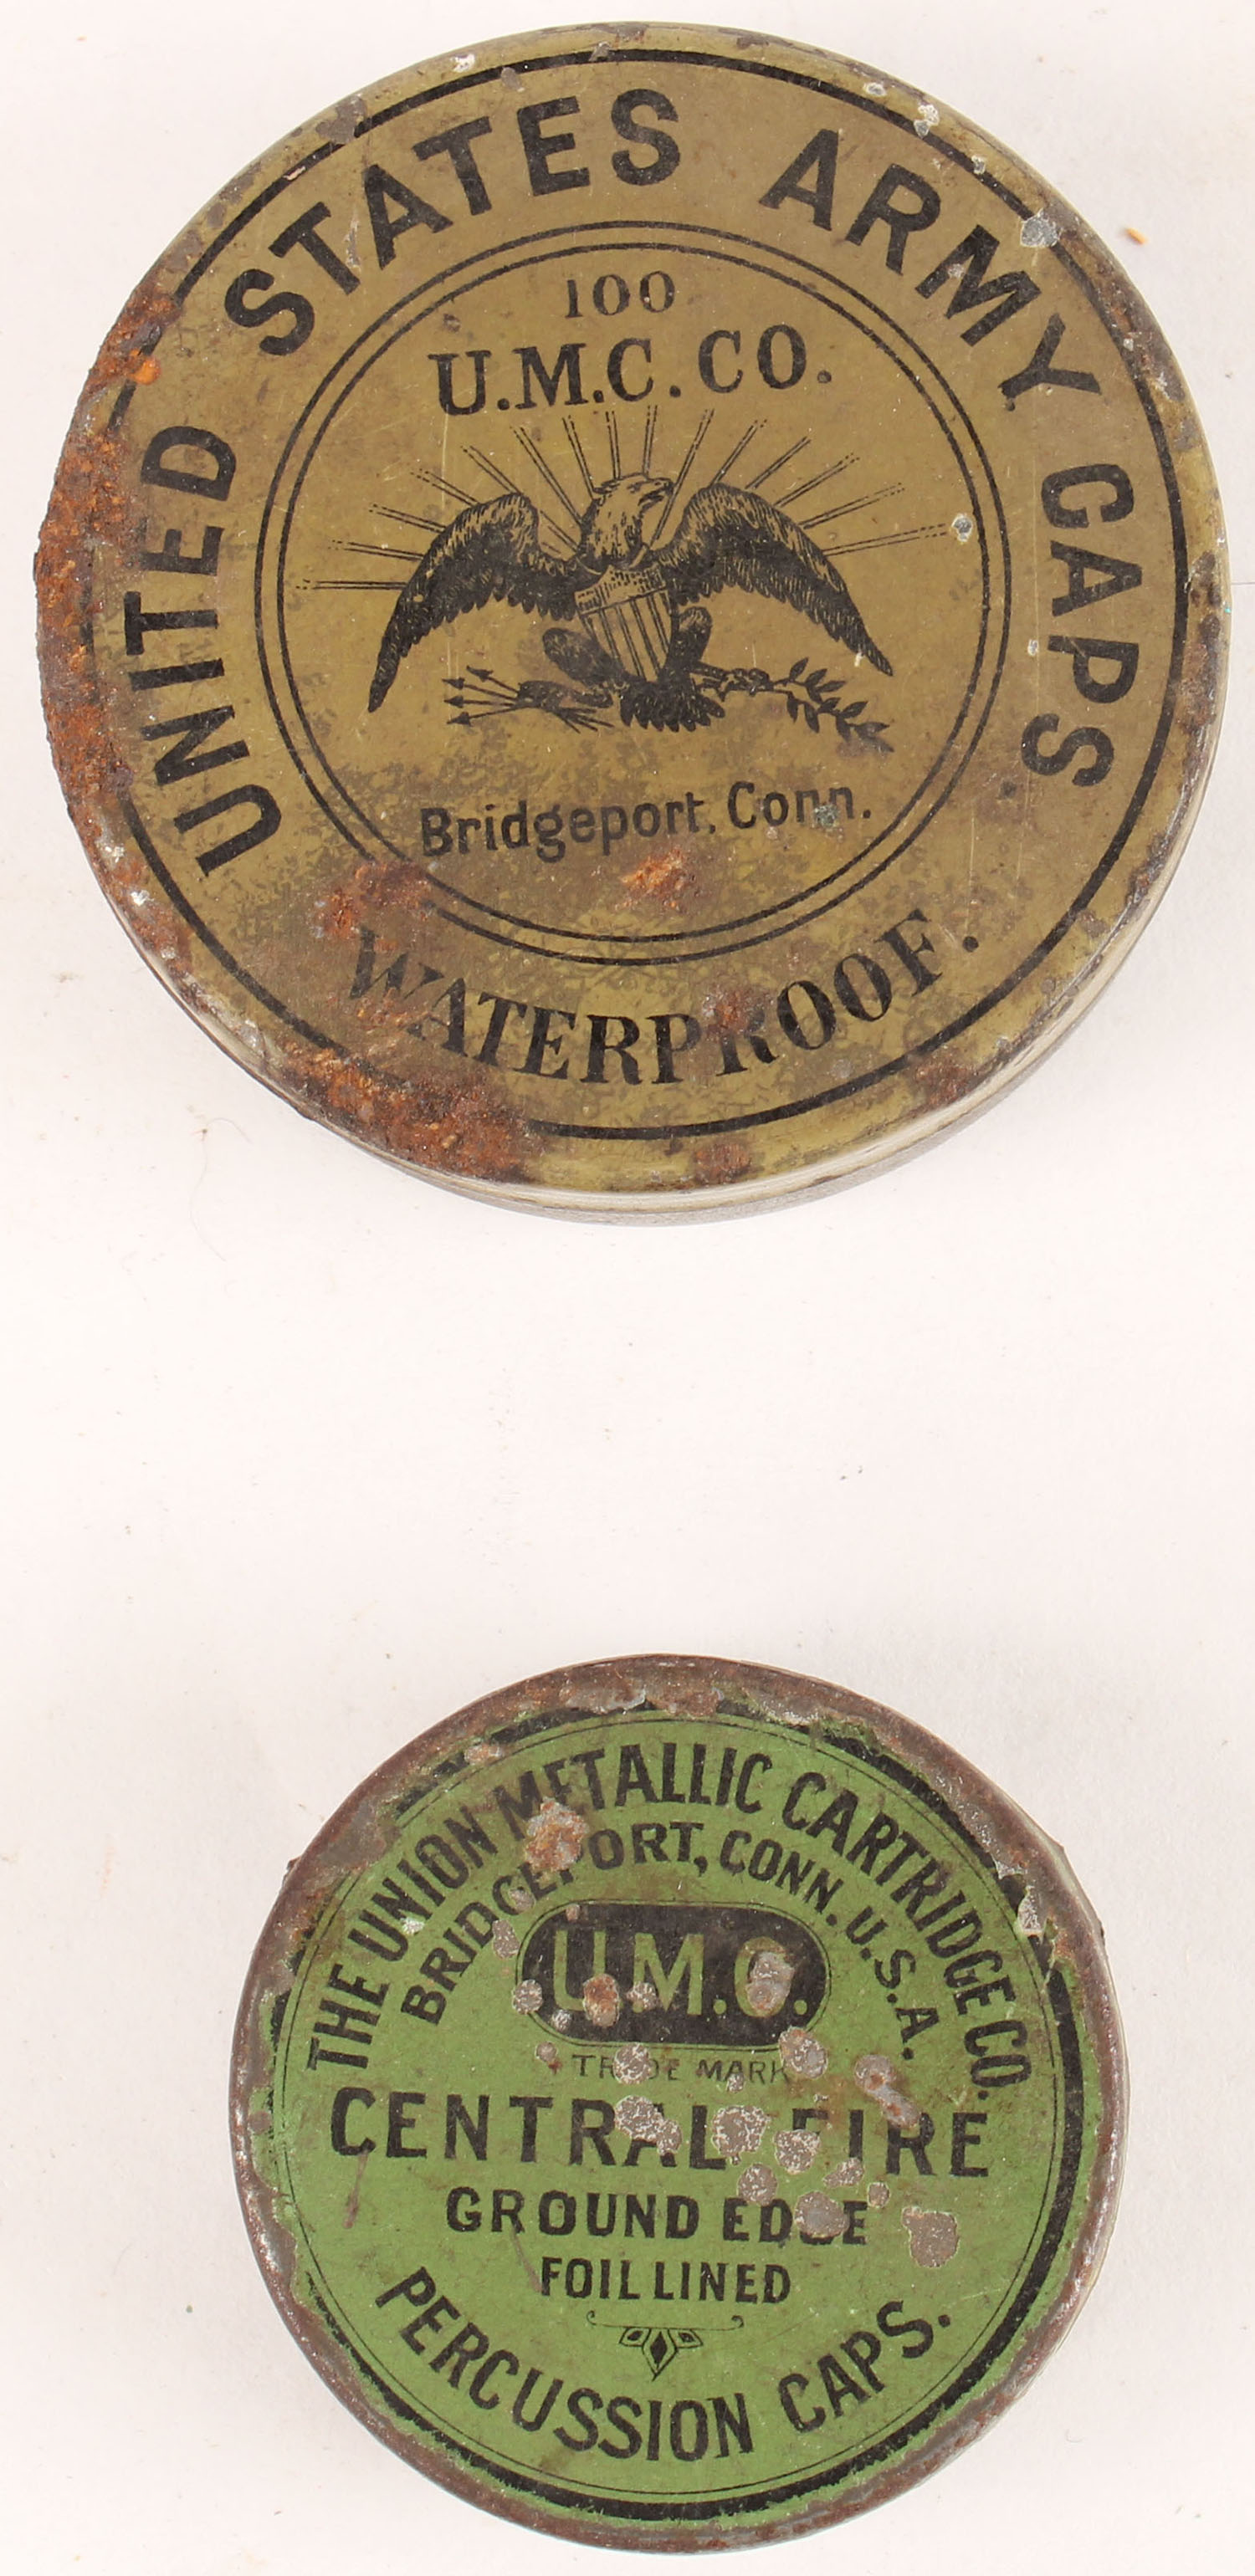 UNITED STATES ARMY CAPS.
100
U.M.C. CO.
Bridgeport, Conn.
WATERPROOF.
THE UNION METALLIC CARTRIDGE CO.
BRIDGEPORT, CONN. U.S.A.
U.M.C.
TRADE MARK
CENTRAL FIRE
GROUND EDGE
FOIL LINED
PERCUSSION CAPS.